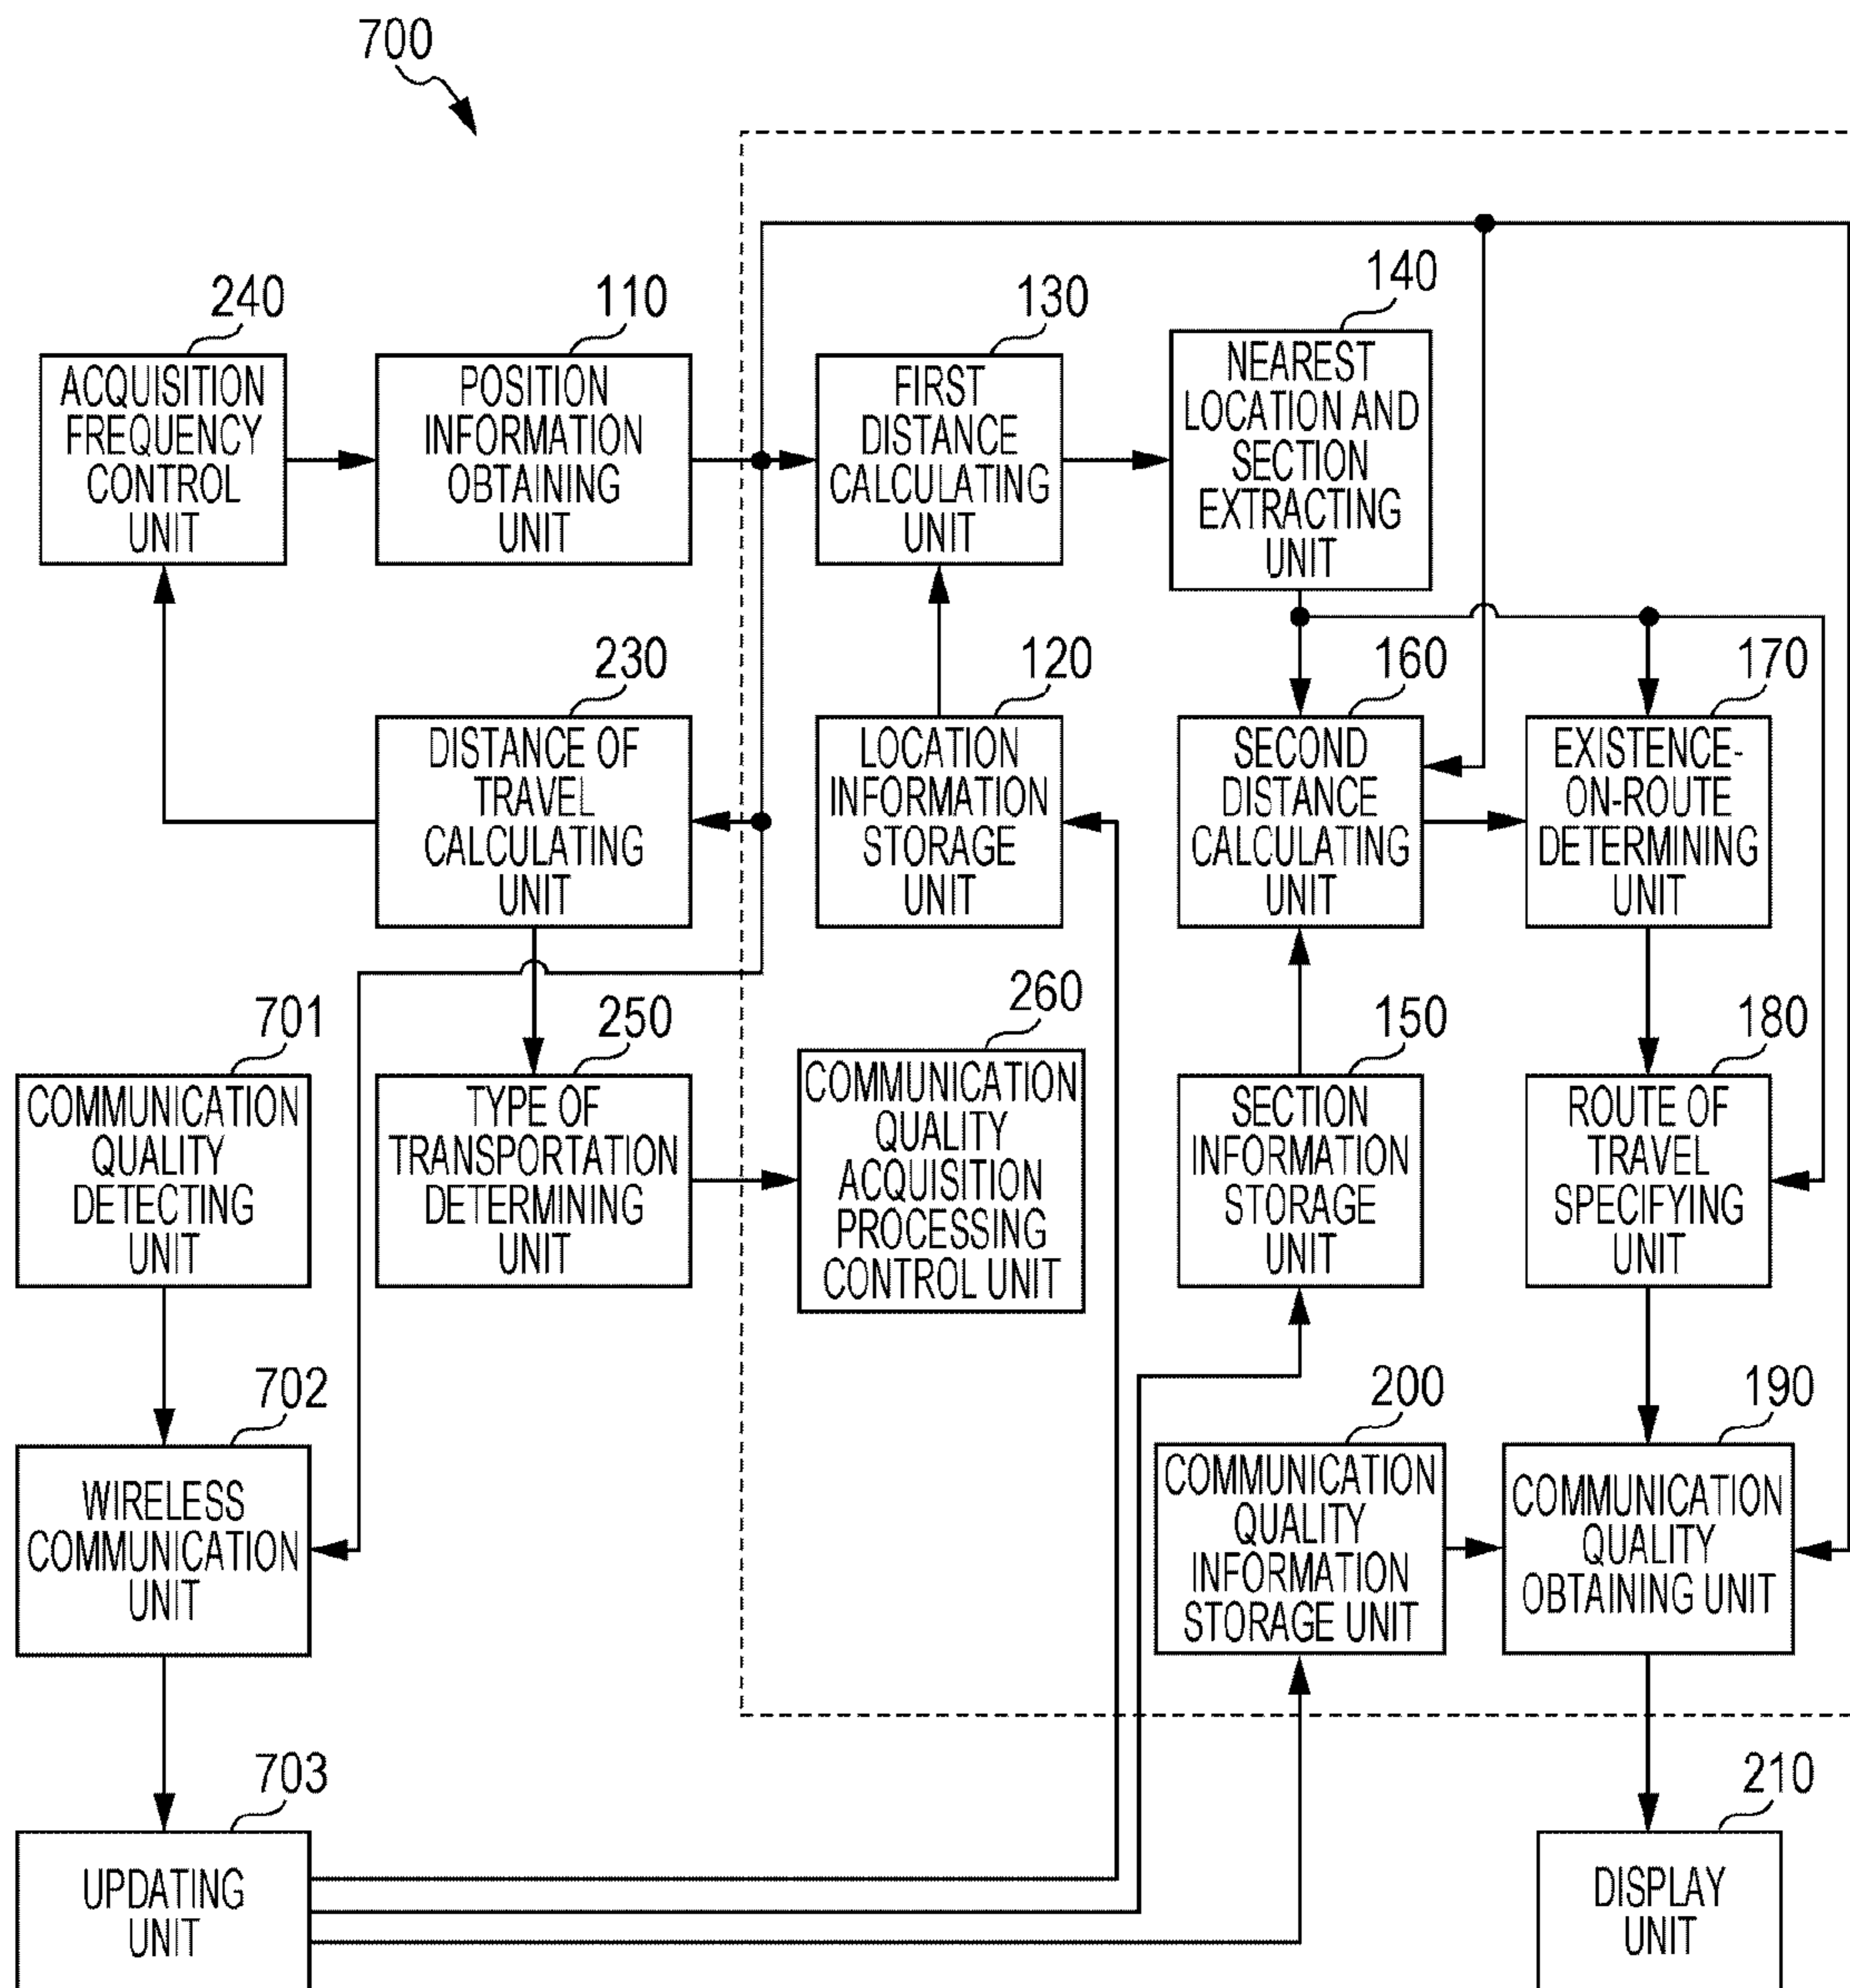 700
240
ACQUISITION
FREQUENCY
CONTROL
UNIT
110
POSITION
INFORMATION
OBTAINING
UNIT
130
FIRST
DISTANCE
CALCULATING
UNIT
140
NEAREST
LOCATION AND
SECTION
EXTRACTING
UNIT
230
DISTANCE OF
TRAVEL
CALCULATING
UNIT
120
LOCATION
INFORMATION
STORAGE
UNIT
160
SECOND
DISTANCE
CALCULATING
UNIT
170
EXISTENCE-
ON-ROUTE
DETERMINING
UNIT
701
COMMUNICATION
QUALITY
DETECTING
UNIT
250
TYPE OF
TRANSPORTATION
DETERMINING
UNIT
260
COMMUNICATION
QUALITY
ACQUISITION
PROCESSING
CONTROL UNIT
150
SECTION
INFORMATION
STORAGE
UNIT
180
ROUTE OF
TRAVEL
SPECIFYING
UNIT
702
WIRELESS
COMMUNICATION
UNIT
200
COMMUNICATION
QUALITY
INFORMATION
STORAGE UNIT
190
COMMUNICATION
QUALITY
OBTAINING UNIT
703
UPDATING
UNIT
210
DISPLAY
UNIT